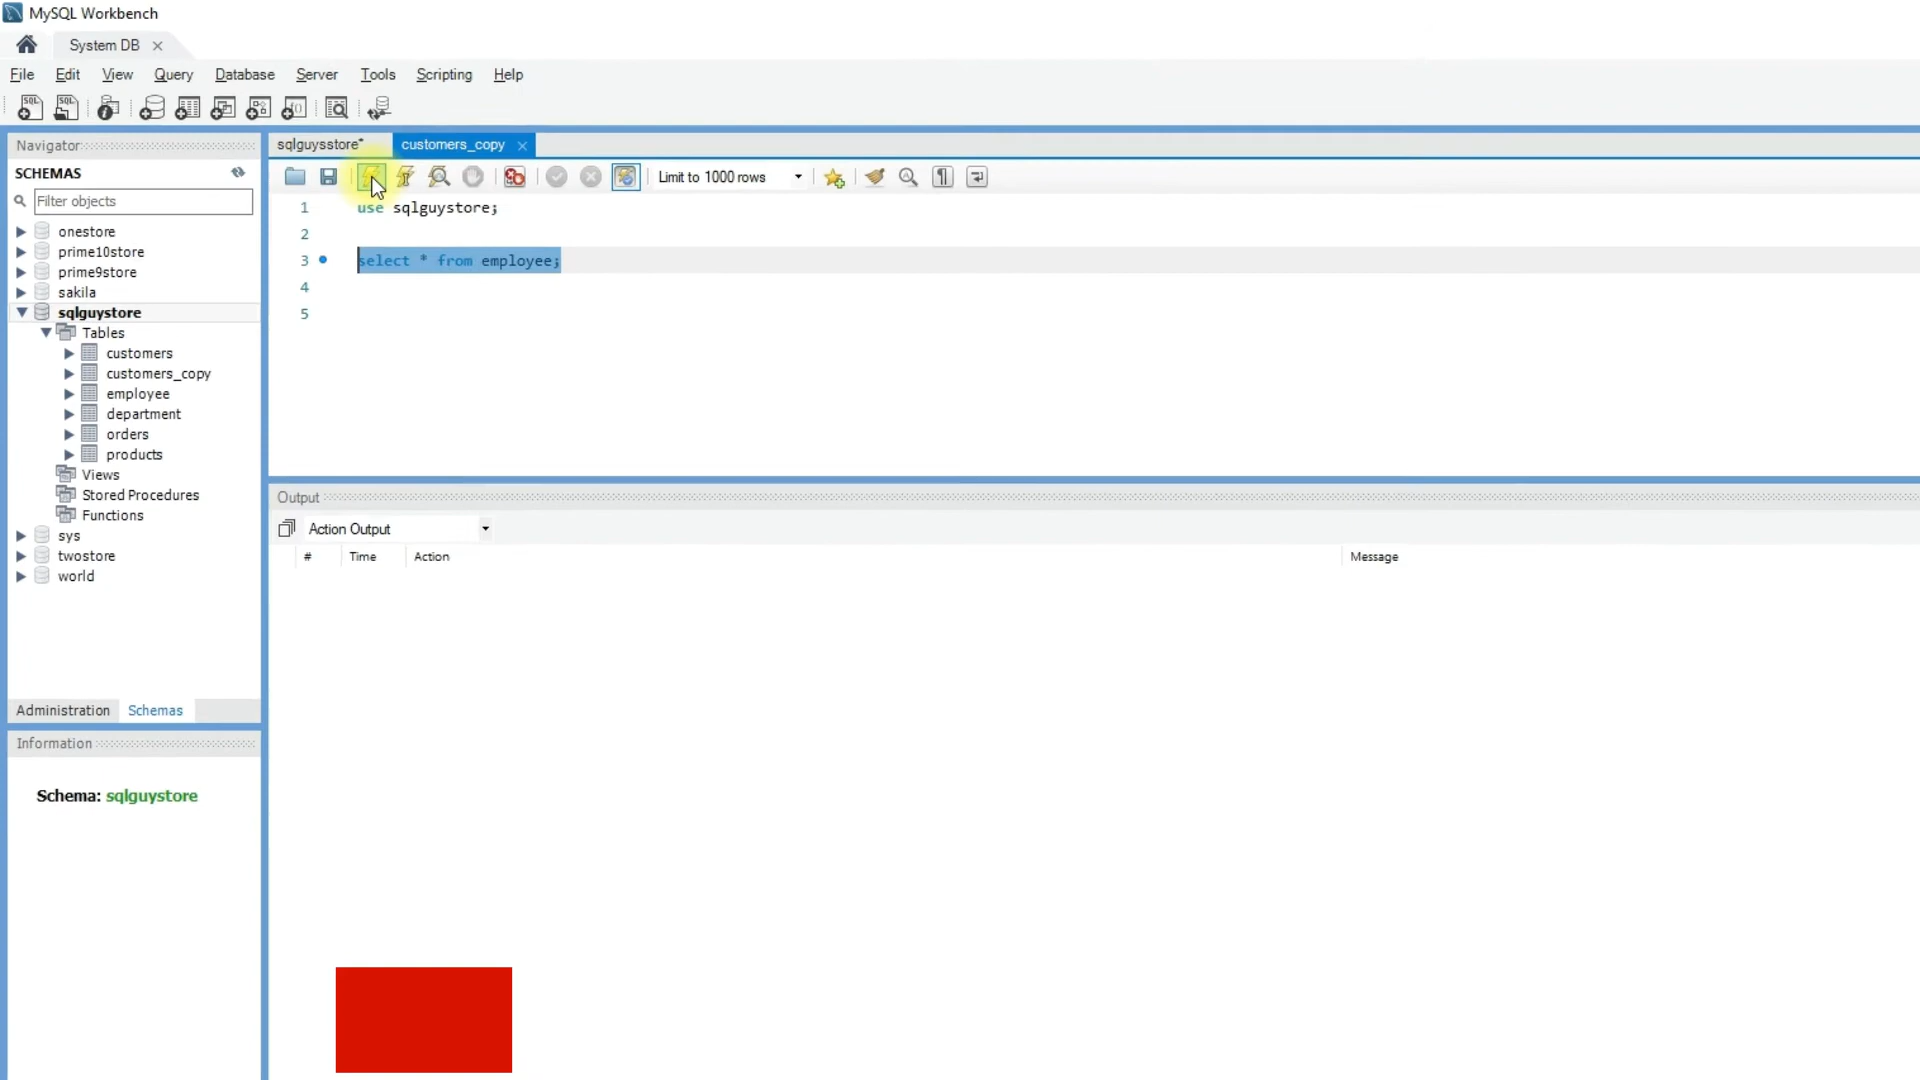 MySQL Workbench
System DB
File Edit View Query Database Server Tools Scripting Help
SQL SQL
Navigator
SCHEMAS
Filter objects
onestore
prime10store
prime9store
sakila
sqlguystore
Tables
customers
customers_copy
employee
department
orders
products
Views
Stored Procedures
Functions
sys
twostore
world
Administration Schemas
Information
Schema: sqlguystore
sqlguysstore* customers_copy
Limit to 1000 rows
1 use sqlguystore;
2
3 select * from employee;
4
5
Output
Action Output
# Time Action Message